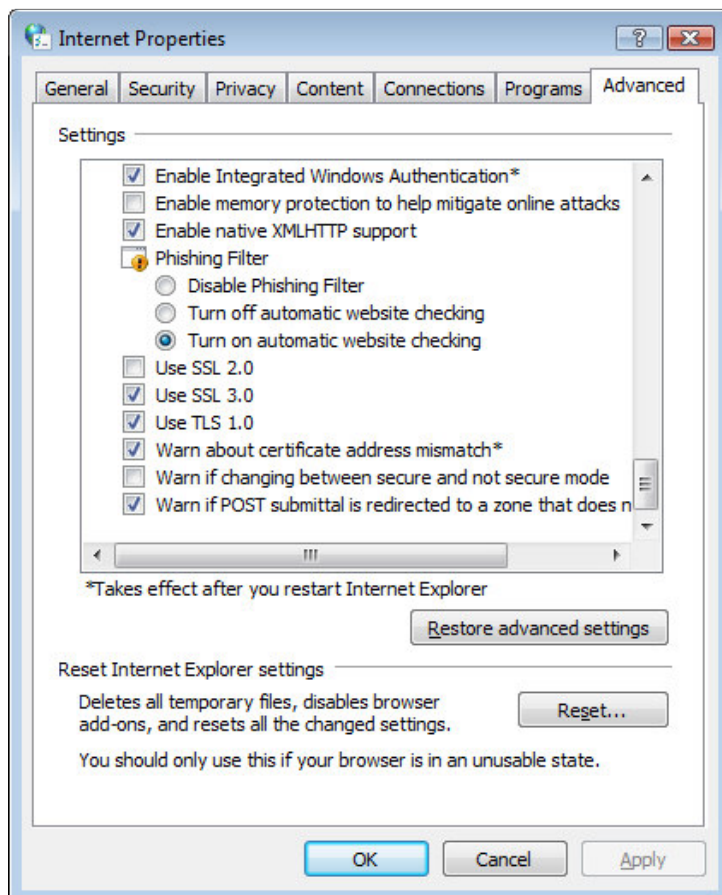 Internet Properties
General Security Privacy Content Connections Programs Advanced
Settings
Enable Integrated Windows Authentication*
Enable memory protection to help mitigate online attacks
Enable native XMLHTTP support
Phishing Filter
Disable Phishing Filter
Turn off automatic website checking
Turn on automatic website checking
Use SSL 2.0
Use SSL 3.0
Use TLS 1.0
Warn about certificate address mismatch*
Warn if changing between secure and not secure mode
Warn if POST submittal is redirected to a zone that does n
*Takes effect after you restart Internet Explorer
Restore advanced settings
Reset Internet Explorer settings
Deletes all temporary files, disables browser
add-ons, and resets all the changed settings.
Reset...
You should only use this if your browser is in an unusable state.
OK Cancel Apply